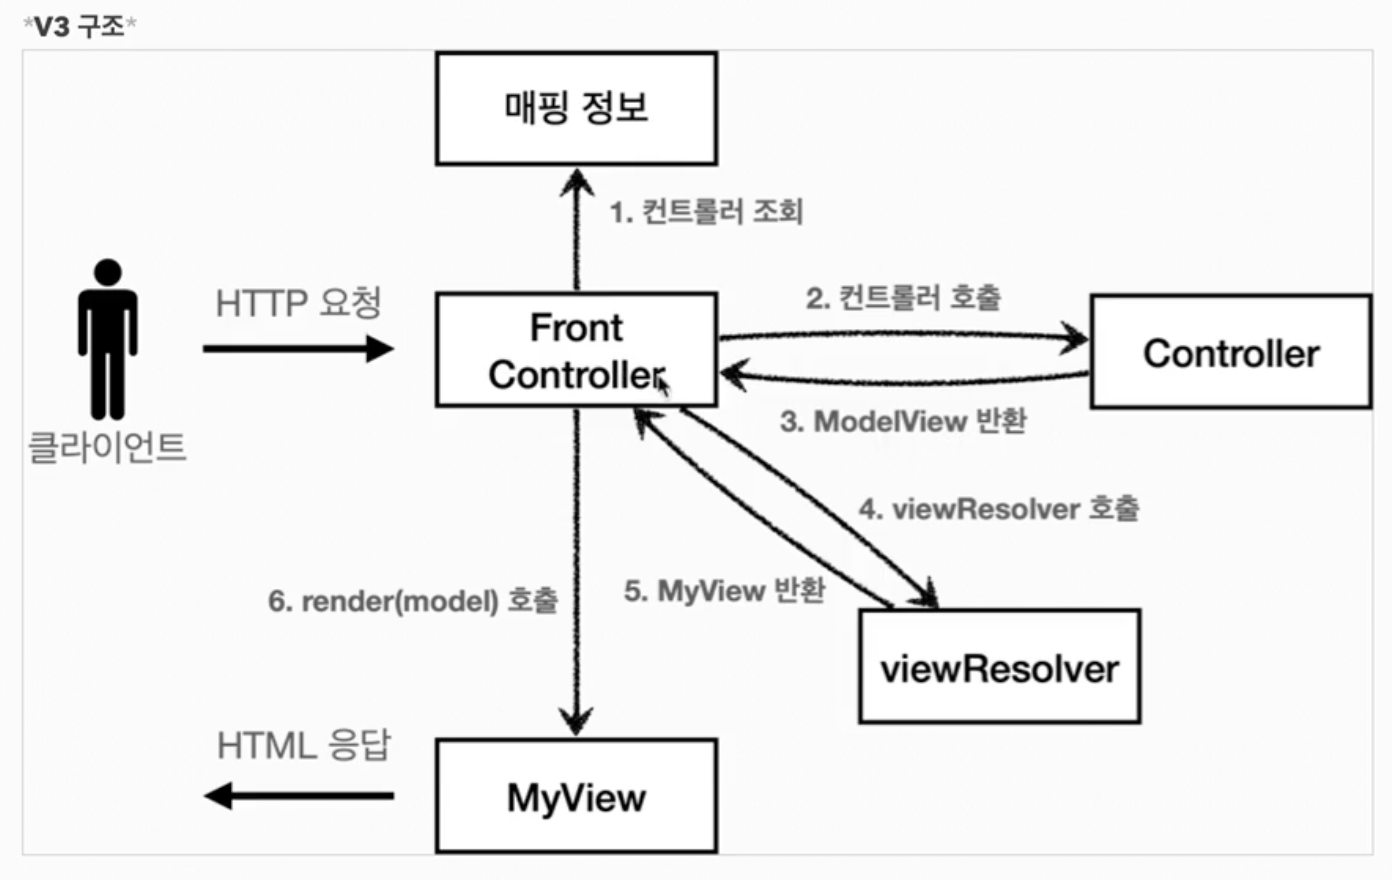 *V3 구조*
매핑 정보
1. 컨트롤러 조회
HTTP 요청
Front
Controller
2. 컨트롤러 호출
Controller
3. ModelView 반환
클라이언트
4. viewResolver 호출
5. MyView 반환
6. render(model) 호출
viewResolver
HTML 응답
MyView